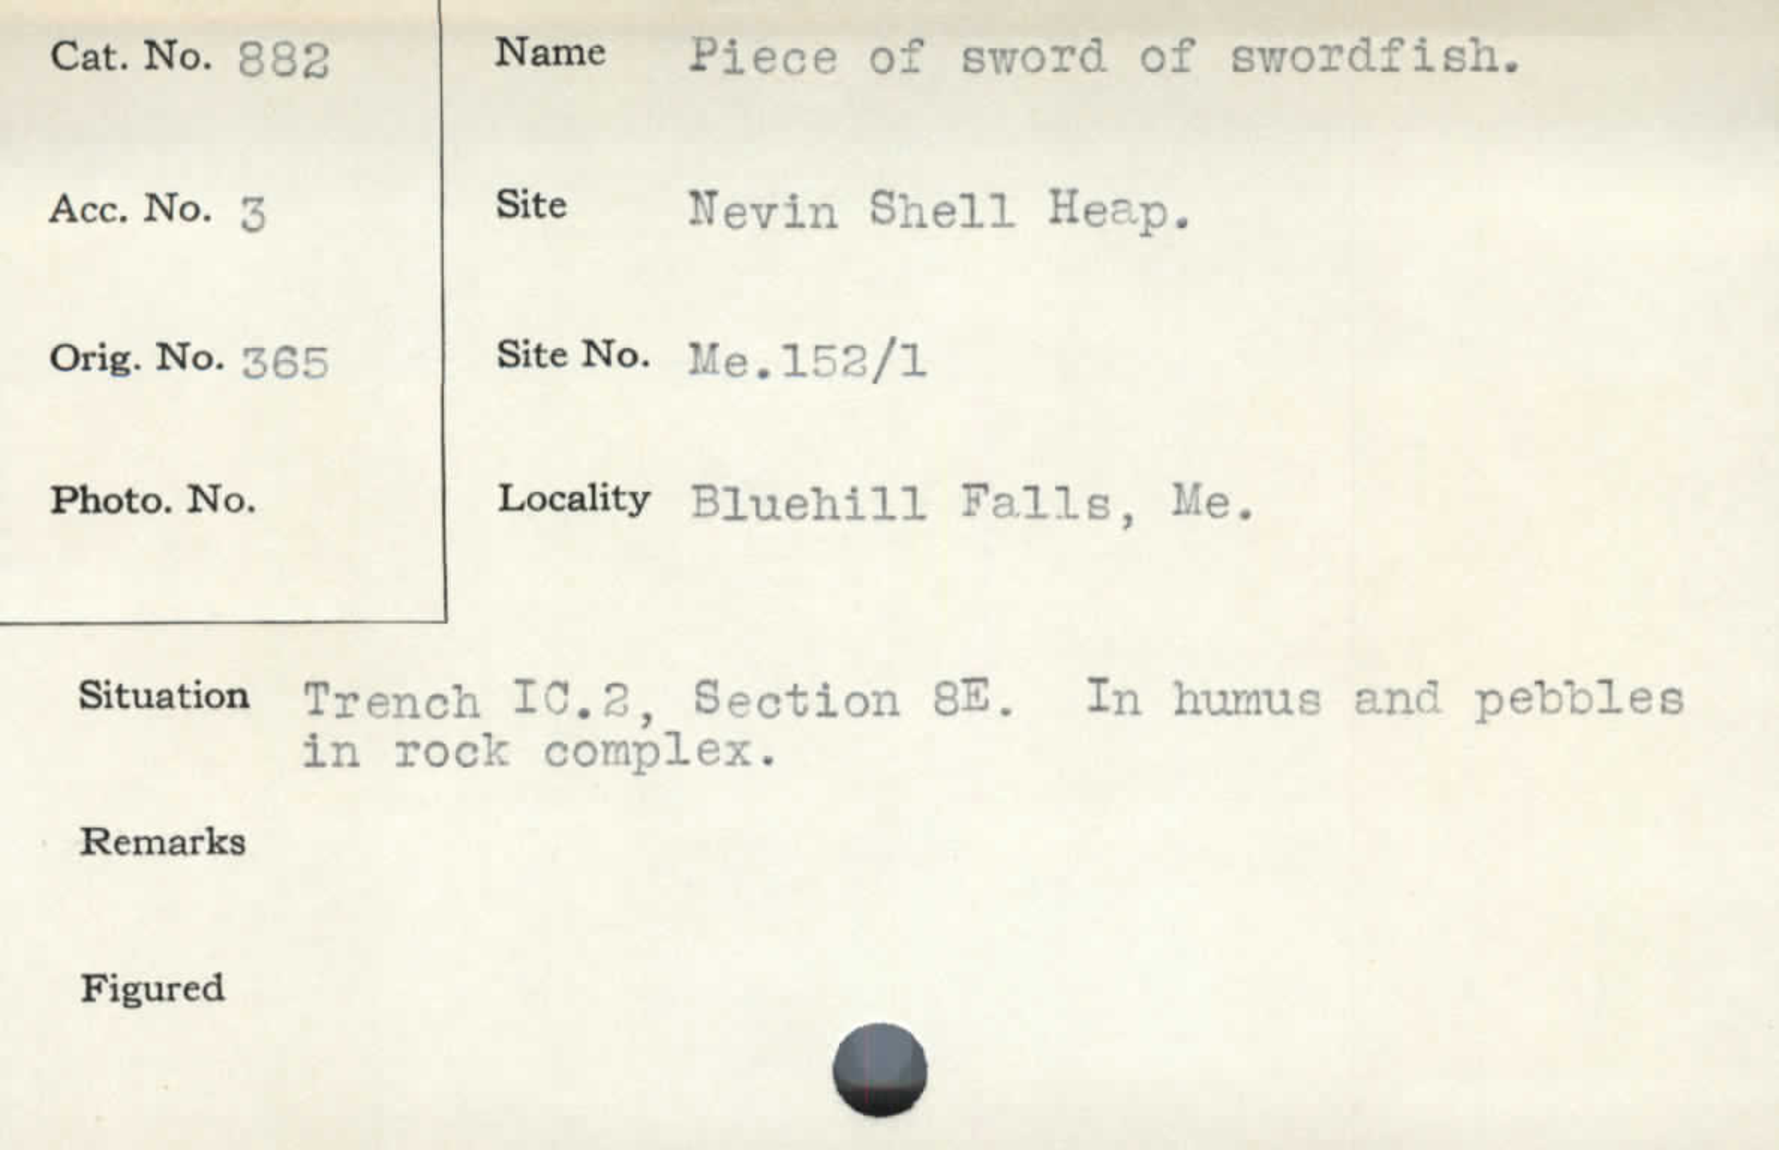 Cat. No. 882
Name Piece of sword of swordfish.
Acc. No. 3
Site Nevin Shell Heap.
Orig. No. 365
Site No. Me.152/1
Photo. No.
Locality Bluehill Falls, Me.
Situation Trench IC.2, Section 8E. In humus and pebbles
in rock complex.
Remarks
Figured